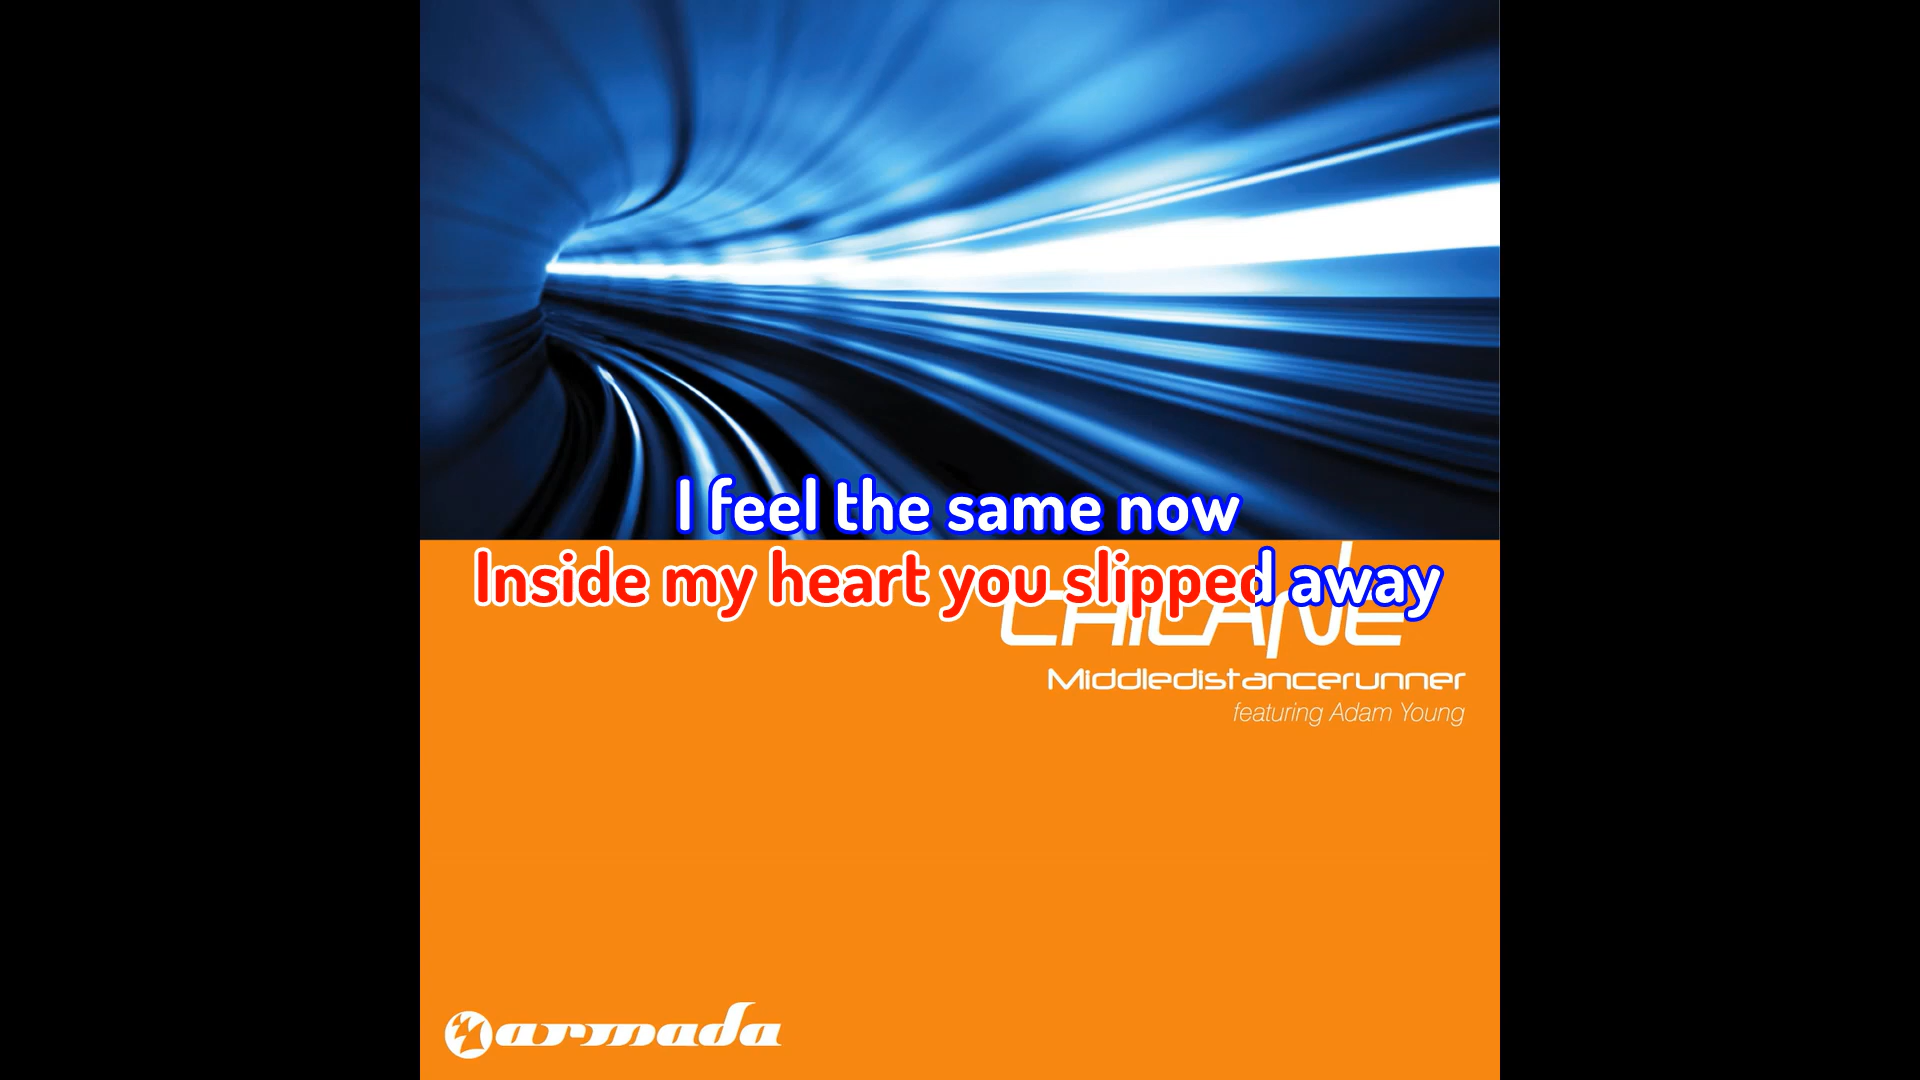 I feel the same now
Inside my heart you slipped away
CHICANE
Middledistancerunner
featuring Adam Young
armada